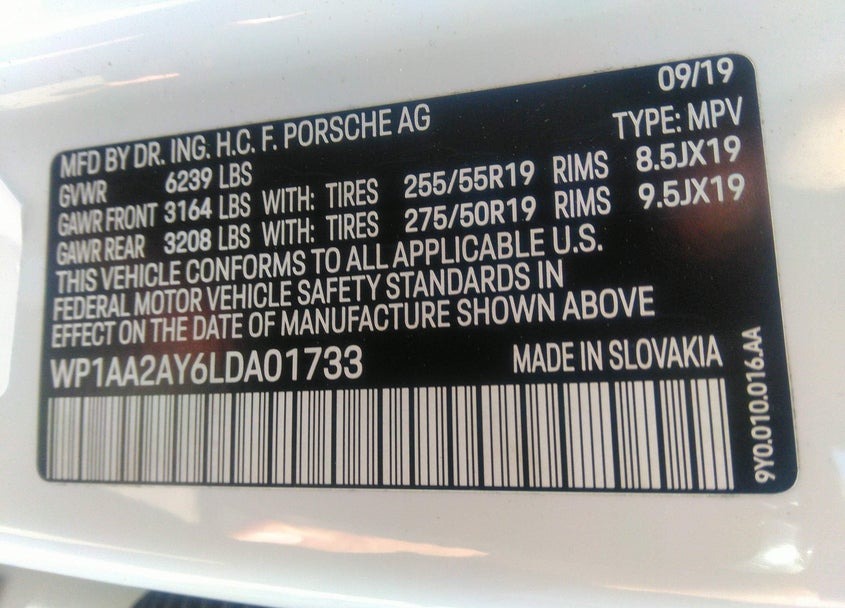 09/19
MFD BY DR. ING. H.C. F. PORSCHE AG TYPE: MPV
GVWR 6239 LBS
GAWR FRONT 3164 LBS WITH: TIRES 255/55R19 RIMS 8.5JX19
GAWR REAR 3208 LBS WITH: TIRES 275/50R19 RIMS 9.5JX19
THIS VEHICLE CONFORMS TO ALL APPLICABLE U.S.
FEDERAL MOTOR VEHICLE SAFETY STANDARDS IN
EFFECT ON THE DATE OF MANUFACTURE SHOWN ABOVE
WP1AA2AY6LDA01733 MADE IN SLOVAKIA
9Y0.010.016.AA